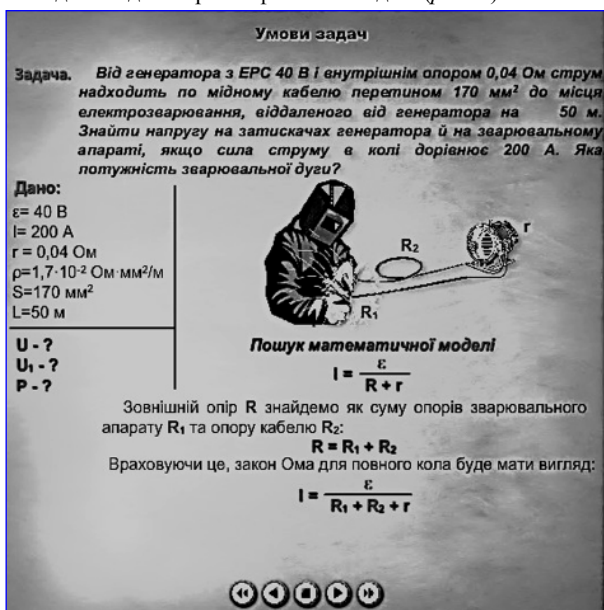 Умови задач
Задача. Від генератора з ЕРС 40 В і внутрішнім опором 0,04 Ом струм
надходить по мідному кабелю перетином 170 мм² до місця
електрозварювання, віддаленого від генератора на 50 м.
Знайти напругу на затискачах генератора й на зварювальному
апараті, якщо сила струму в колі дорівнює 200 А. Яка
потужність зварювальної дуги?
Дано:
ε= 40 В
I= 200 А
r = 0,04 Ом
ρ=1,7·10⁻² Ом·мм²/м
S=170 мм²
L=50 м
U - ?
U₁ - ?
P - ?
r
R₂
R₁
Пошук математичної моделі
I = ε / (R + r)
Зовнішній опір R знайдемо як суму опорів зварювального
апарату R₁ та опору кабелю R₂:
R = R₁ + R₂
Враховуючи це, закон Ома для повного кола буде мати вигляд:
I = ε / (R₁ + R₂ + r)